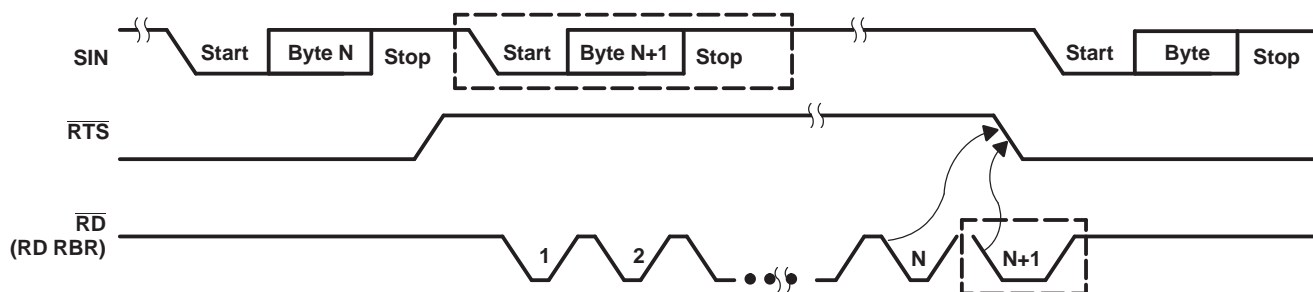 SIN
Start
Byte N
Stop
Start
Byte N+1
Stop
Start
Byte
Stop
RTS
RD
(RD RBR)
1
2
N
N+1